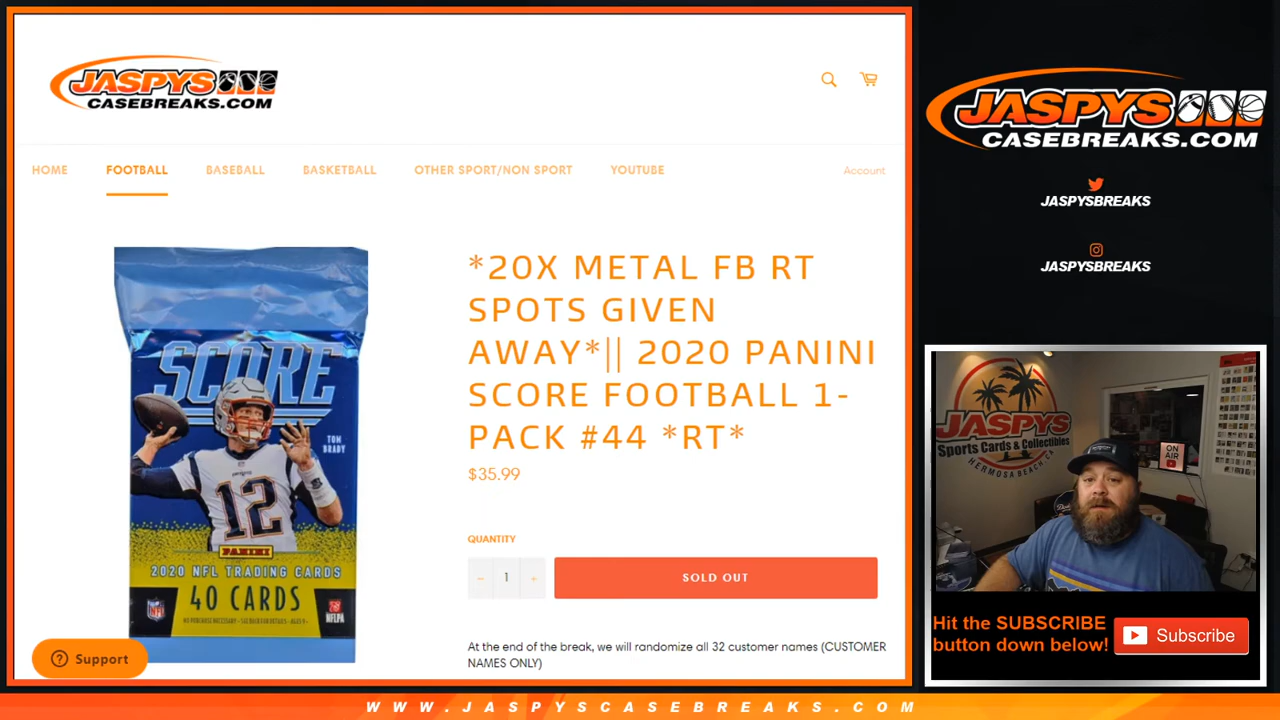 JASPYS
CASEBREAKS.COM
HOME FOOTBALL BASEBALL BASKETBALL OTHER SPORT/NON SPORT YOUTUBE Account
SCORE
TOM
BRADY
12
PANINI
2020 NFL TRADING CARDS
40 CARDS
NFL
NFLPA
*20X METAL FB RT
SPOTS GIVEN
AWAY*|| 2020 PANINI
SCORE FOOTBALL 1-
PACK #44 *RT*
$35.99
QUANTITY
− 1 +
SOLD OUT
At the end of the break, we will randomize all 32 customer names (CUSTOMER
NAMES ONLY)
Support
JASPYS
CASEBREAKS.COM
JASPYSBREAKS
JASPYSBREAKS
JASPYS
Sports Cards & Collectibles
HERMOSA BEACH, CA
ON
AIR
Hit the SUBSCRIBE
button down below!
Subscribe
WWW.JASPYSCASEBREAKS.COM